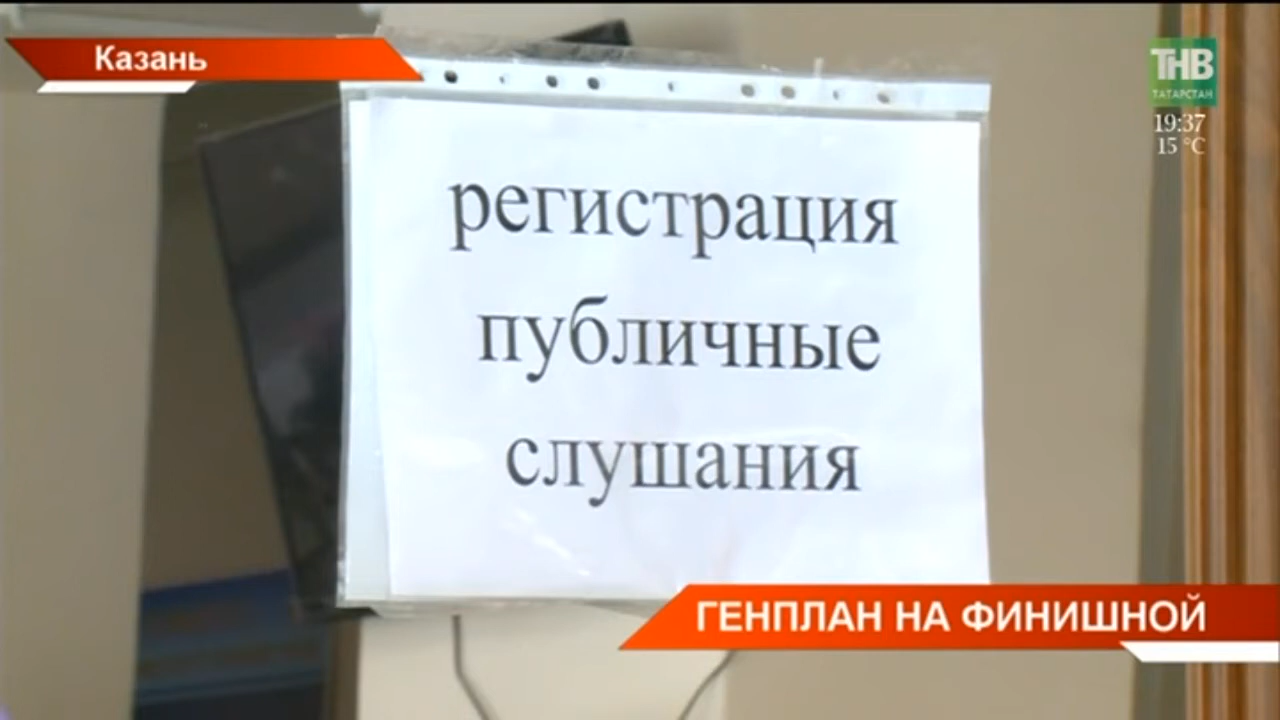 Казань
ТНВ
ТАТАРСТАН
19:37
15 °C
регистрация
публичные
слушания
ГЕНПЛАН НА ФИНИШНОЙ